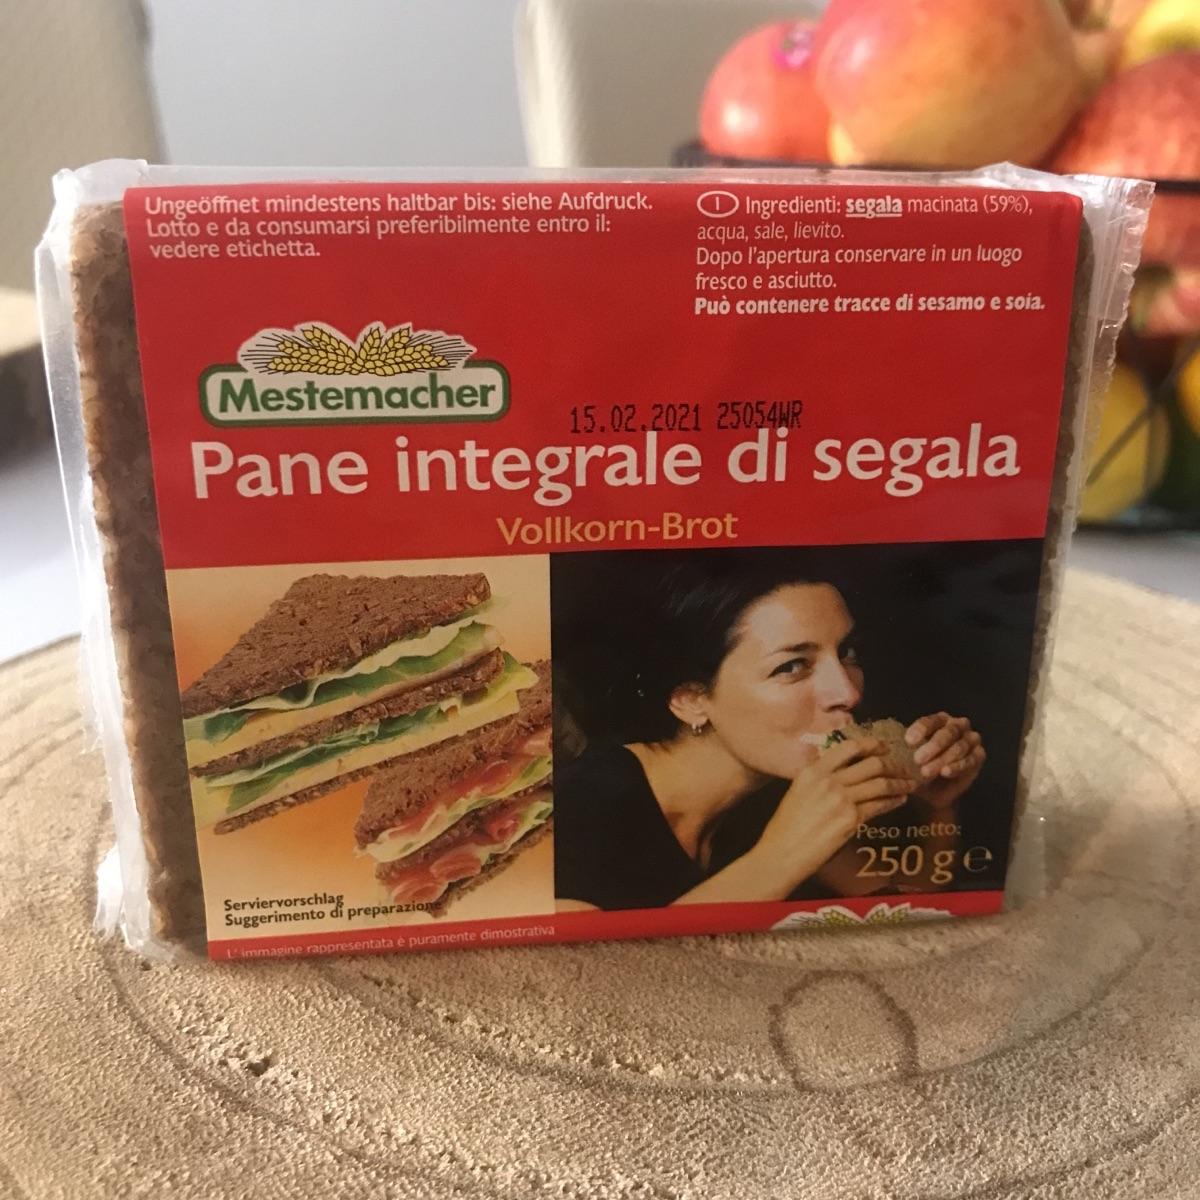 Ungeöffnet mindestens haltbar bis: siehe Aufdruck.
Lotto e da consumarsi preferibilmente entro il:
vedere etichetta.
I Ingredienti: segala macinata (59%),
acqua, sale, lievito.
Dopo l'apertura conservare in un luogo
fresco e asciutto.
Può contenere tracce di sesamo e soia.
Mestemacher
15.02.2021 25054WR
Pane integrale di segala
Vollkorn-Brot
Peso netto:
250 g e
Serviervorschlag
Suggerimento di preparazione
L'immagine rappresentata è puramente dimostrativa